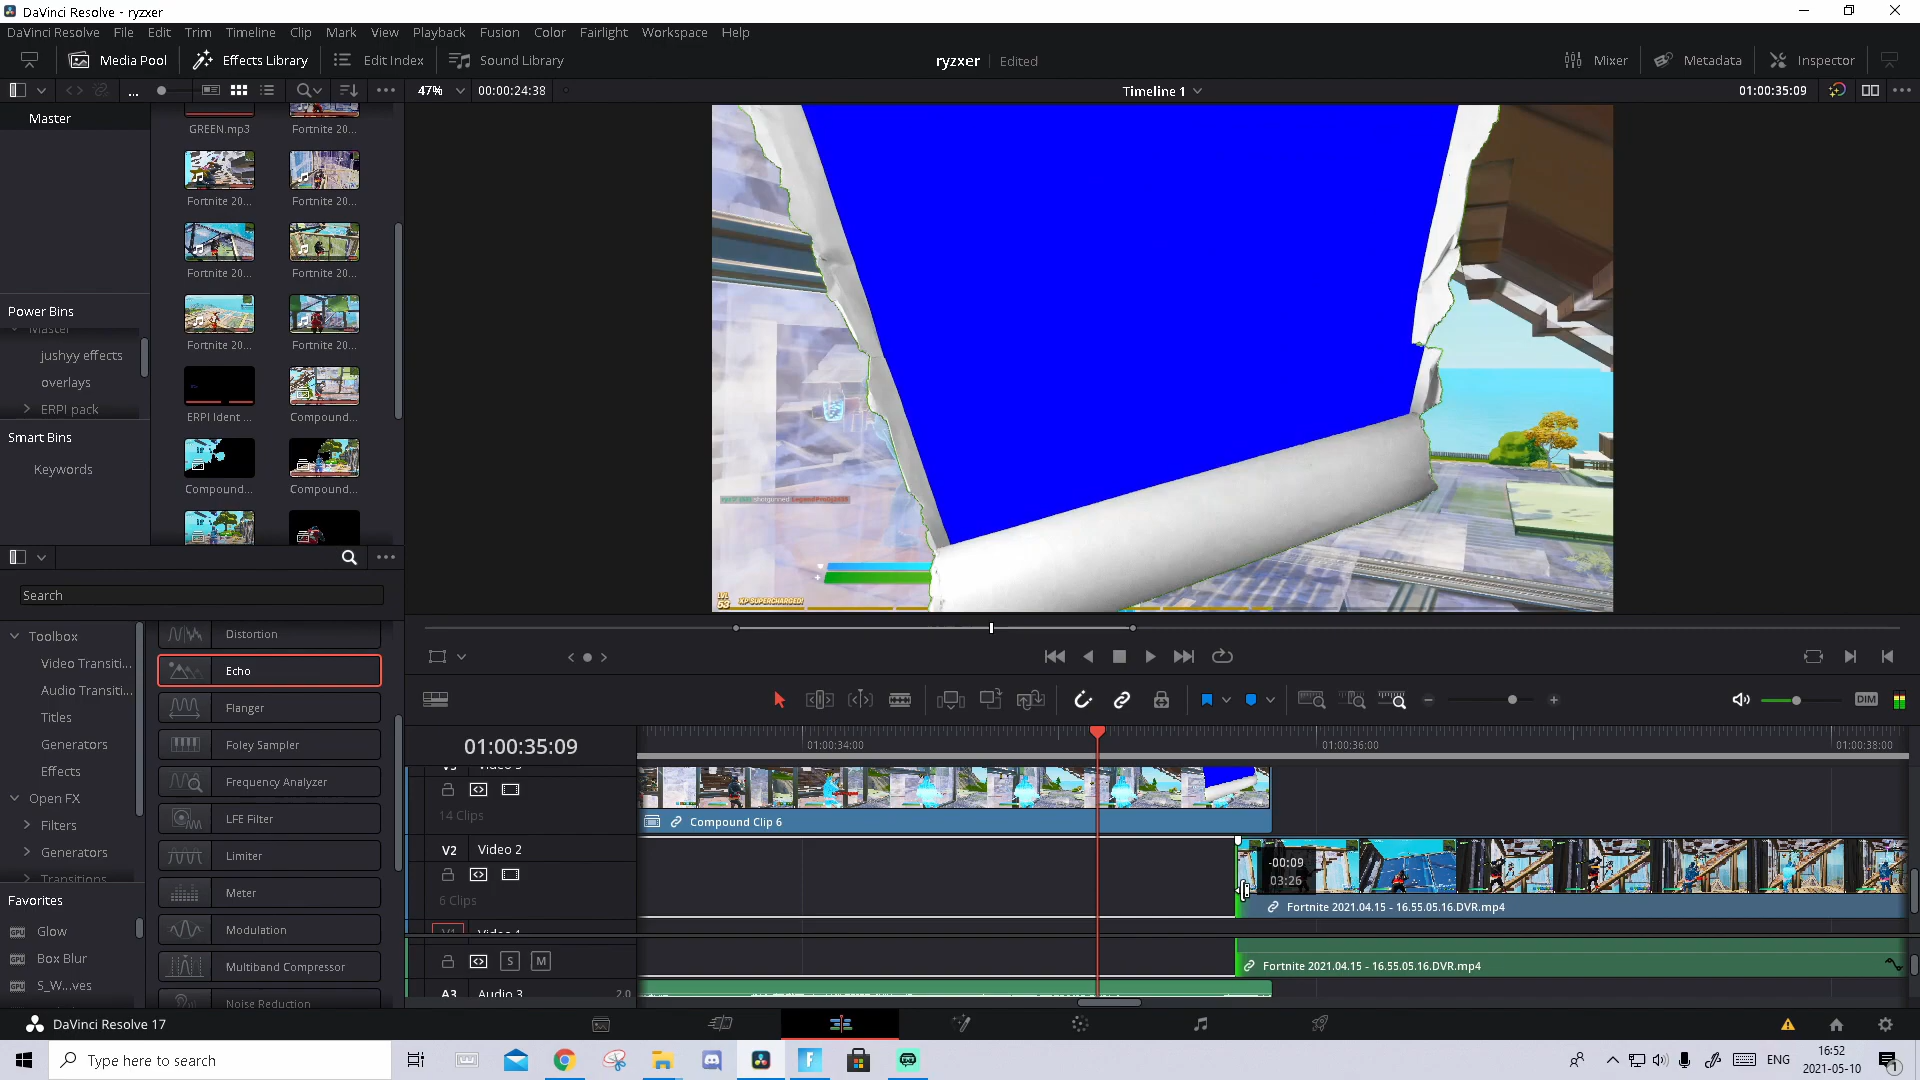 DaVinci Resolve - ryzxer
DaVinci Resolve File Edit Trim Timeline Clip Mark View Playback Fusion Color Fairlight Workspace Help
Media Pool Effects Library Edit Index Sound Library ryzxer Edited Mixer Metadata Inspector
... 47% 00:00:24:38 Timeline 1 01:00:35:09
Master
GREEN.mp3 Fortnite 20...
Fortnite 20... Fortnite 20...
Fortnite 20... Fortnite 20...
Power Bins
Master
Fortnite 20... Fortnite 20...
jushyy effects
overlays
ERPI pack
ERPI Ident ... Compound...
Smart Bins
Keywords
Compound... Compound...
LVL
53 XP SUPERCHARGED!
Search
Toolbox
Video Transiti...
Audio Transiti...
Titles
Generators
Effects
Open FX
Filters
Generators
Transitions
Favorites
Glow
Box Blur
S_W...ves
Distortion
Echo
Flanger
Foley Sampler
Frequency Analyzer
LFE Filter
Limiter
Meter
Modulation
Multiband Compressor
Noise Reduction
DIM
01:00:35:09 01:00:34:00 01:00:36:00 01:00:38:00
V3 Video 3
14 Clips
Compound Clip 6
V2 Video 2
6 Clips
-00:09
03:26
Fortnite 2021.04.15 - 16.55.05.16.DVR.mp4
V1 Video 1
S M
Fortnite 2021.04.15 - 16.55.05.16.DVR.mp4
A3 Audio 3 2.0
DaVinci Resolve 17
Type here to search
ENG
16:52
2021-05-10
1